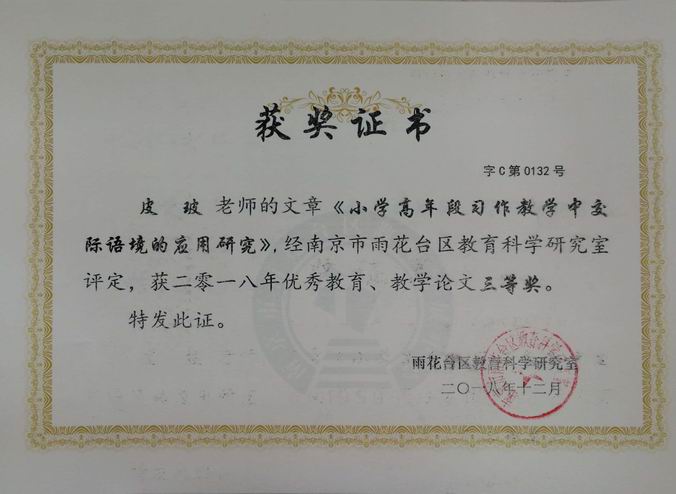 获奖证书
字C第0132号
皮 玻 老师的文章《小学高年段习作教学中交
际语境的应用研究》，经南京市雨花台区教育科学研究室
评定，获二零一八年优秀教育、教学论文三等奖。
特发此证。
雨花台区教育科学研究室
二〇一八年十二月